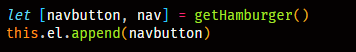 let [navbutton, nav] = getHamburger()
this.el.append(navbutton)